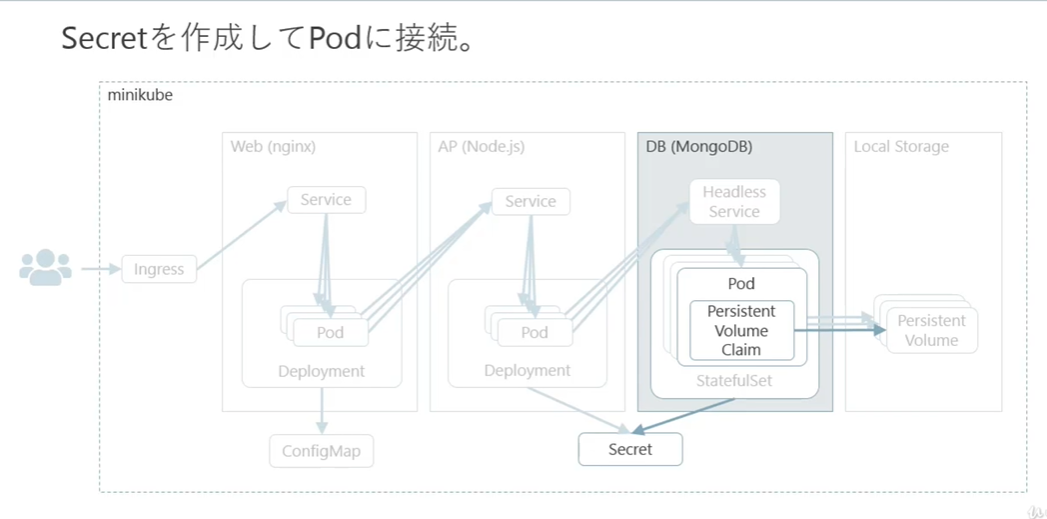 Secretを作成してPodに接続。
minikube
Web (nginx)
AP (Node.js)
DB (MongoDB)
Local Storage
Service
Service
Headless
Service
Ingress
Pod
Deployment
Pod
Deployment
Pod
Persistent
Volume
Claim
StatefulSet
Persistent
Volume
ConfigMap
Secret